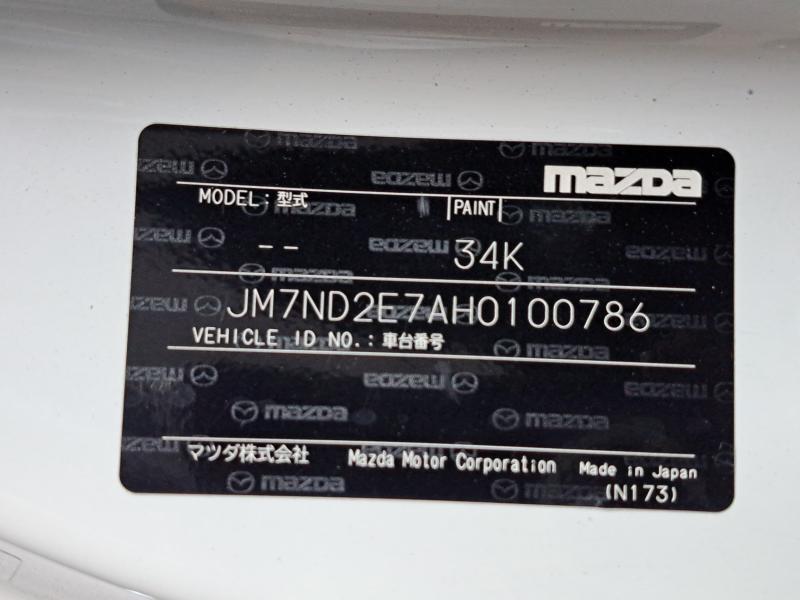 mazda
MODEL : 型式 PAINT
-- 34K
JM7ND2E7AH0100786
VEHICLE ID NO. : 車台番号
マツダ株式会社 Mazda Motor Corporation Made in Japan
(N173)